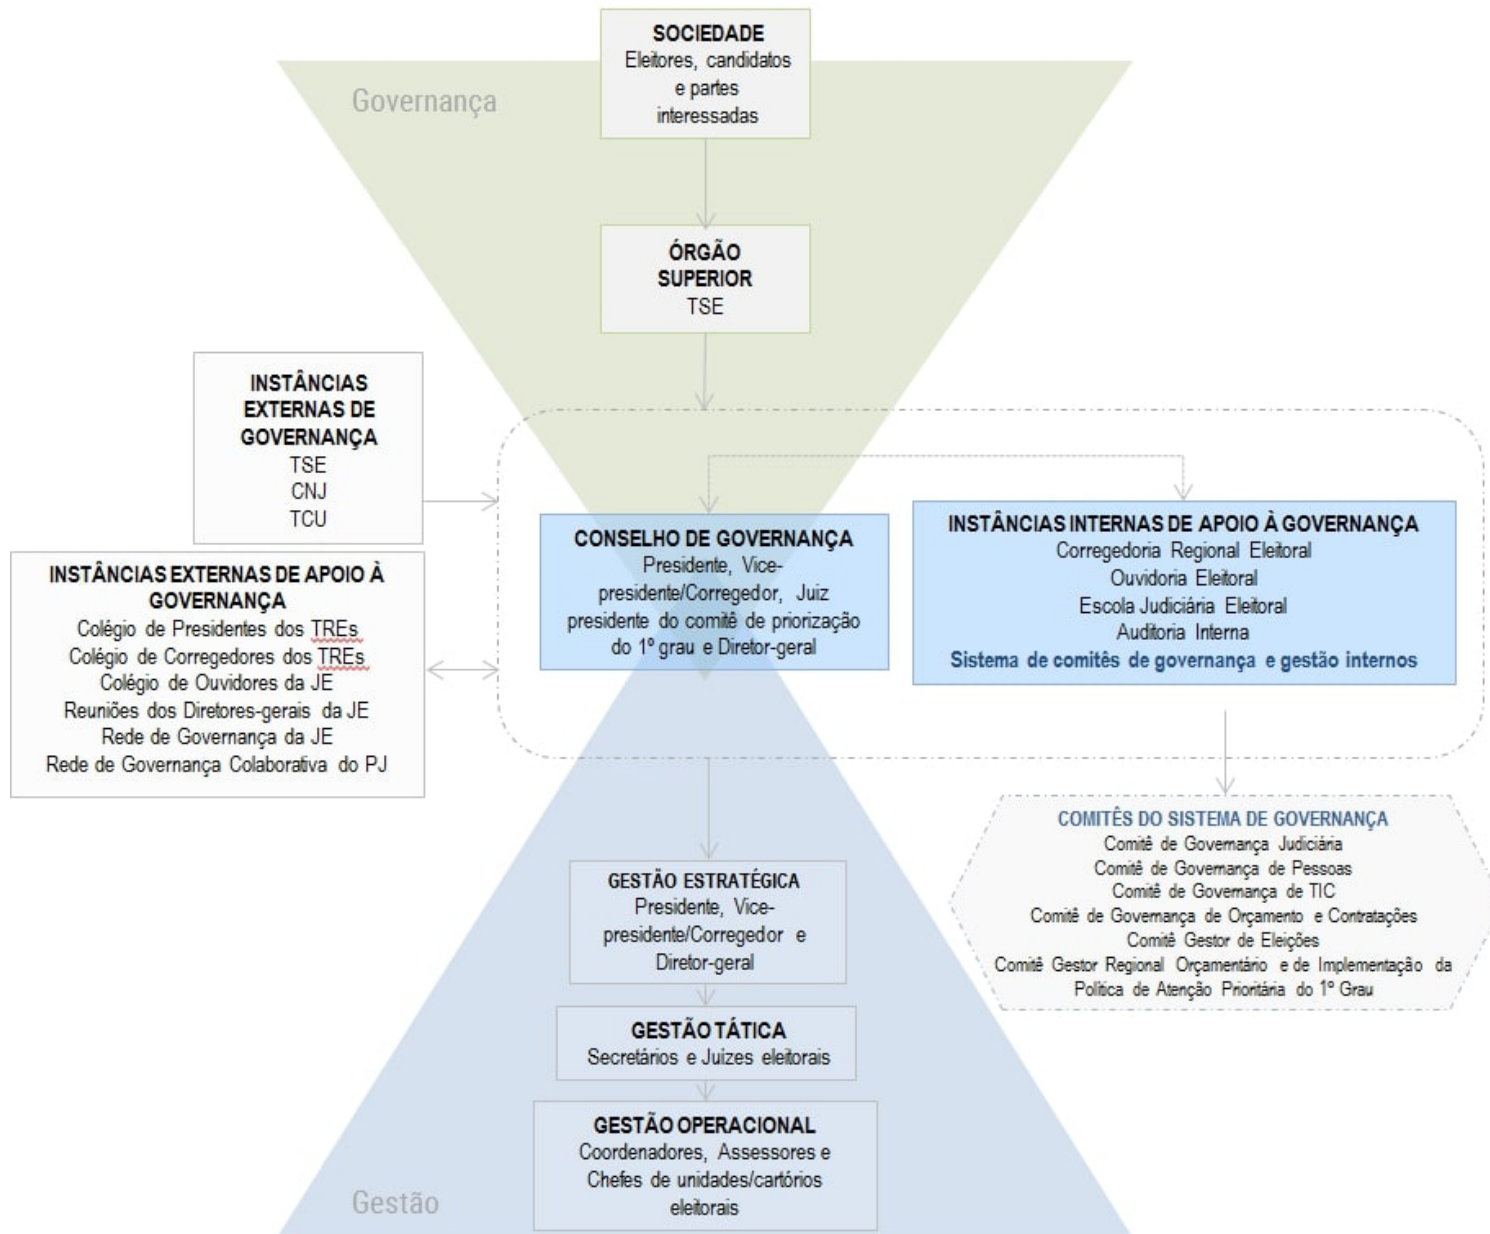 SOCIEDADE
Eleitores, candidatos
e partes
interessadas
Governança
ÓRGÃO
SUPERIOR
TSE
INSTÂNCIAS
EXTERNAS DE
GOVERNANÇA
TSE
CNJ
TCU
INSTÂNCIAS EXTERNAS DE APOIO À
GOVERNANÇA
Colégio de Presidentes dos TREs
Colégio de Corregedores dos TREs
Colégio de Ouvidores da JE
Reuniões dos Diretores-gerais da JE
Rede de Governança da JE
Rede de Governança Colaborativa do PJ
CONSELHO DE GOVERNANÇA
Presidente, Vice-
presidente/Corregedor, Juiz
presidente do comitê de priorização
do 1º grau e Diretor-geral
INSTÂNCIAS INTERNAS DE APOIO À GOVERNANÇA
Corregedoria Regional Eleitoral
Ouvidoria Eleitoral
Escola Judiciária Eleitoral
Auditoria Interna
Sistema de comitês de governança e gestão internos
COMITÊS DO SISTEMA DE GOVERNANÇA
Comitê de Governança Judiciária
Comitê de Governança de Pessoas
Comitê de Governança de TIC
Comitê de Governança de Orçamento e Contratações
Comitê Gestor de Eleições
Comitê Gestor Regional Orçamentário e de Implementação da
Política de Atenção Prioritária do 1º Grau
GESTÃO ESTRATÉGICA
Presidente, Vice-
presidente/Corregedor e
Diretor-geral
GESTÃO TÁTICA
Secretários e Juízes eleitorais
GESTÃO OPERACIONAL
Coordenadores, Assessores e
Chefes de unidades/cartórios
eleitorais
Gestão